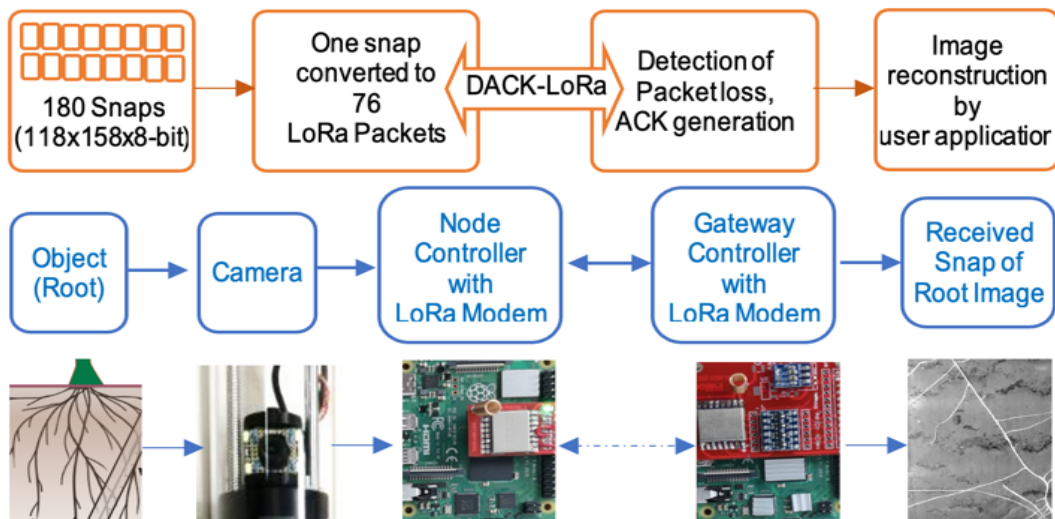 180 Snaps
(118x158x8-bit)
One snap
converted to
76
LoRa Packets
DACK-LoRa
Detection of
Packet loss,
ACK generation
Image
reconstruction
by
user application
Object
(Root)
Camera
Node
Controller
with
LoRa Modem
Gateway
Controller
with
LoRa Modem
Received
Snap of
Root Image
HDMI